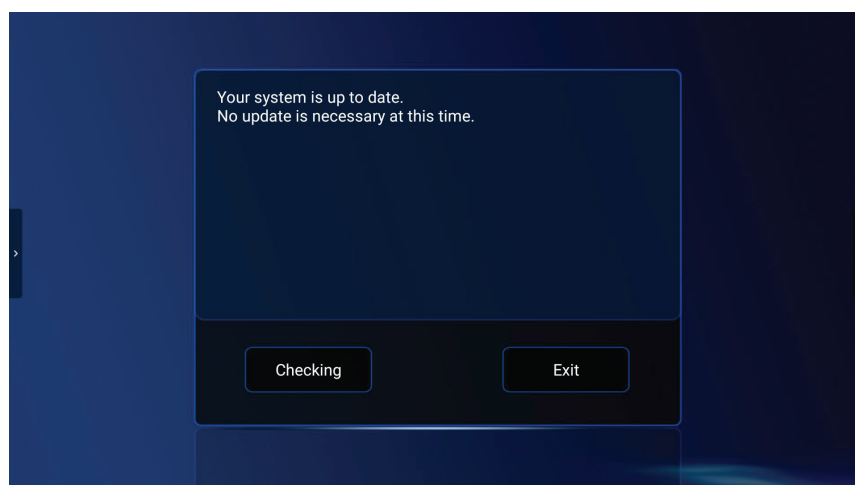 Your system is up to date.
No update is necessary at this time.
Checking
Exit